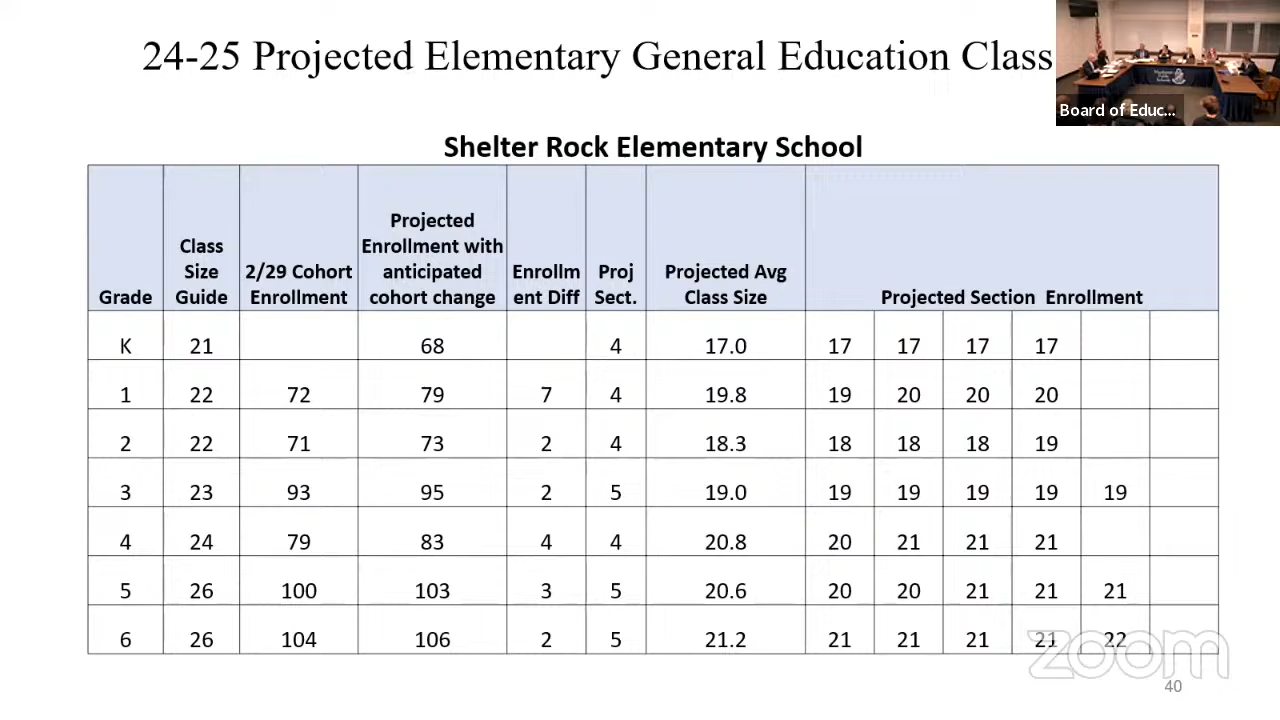 24-25 Projected Elementary General Education Class
Board of Educ...
Shelter Rock Elementary School
Grade Class Size Guide 2/29 Cohort Enrollment Projected Enrollment with anticipated cohort change Enrollm ent Diff Proj Sect. Projected Avg Class Size Projected Section Enrollment
K 21 68 4 17.0 17 17 17 17
1 22 72 79 7 4 19.8 19 20 20 20
2 22 71 73 2 4 18.3 18 18 18 19
3 23 93 95 2 5 19.0 19 19 19 19 19
4 24 79 83 4 4 20.8 20 21 21 21
5 26 100 103 3 5 20.6 20 20 21 21 21
6 26 104 106 2 5 21.2 21 21 21 21 22
zoom
40